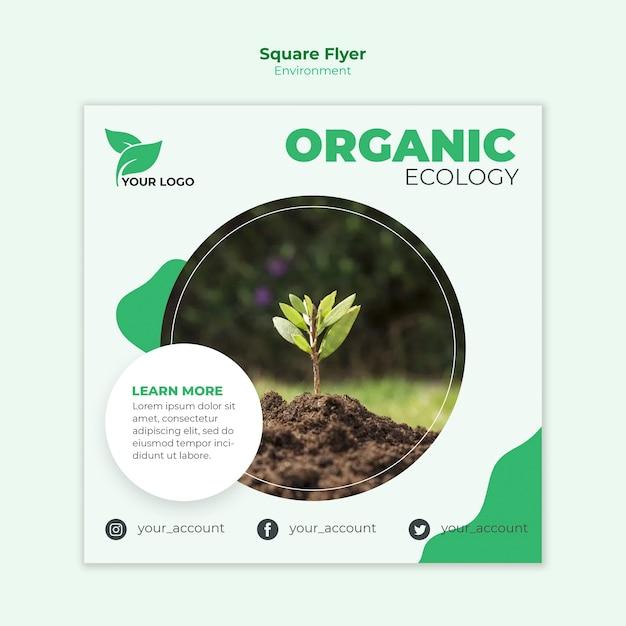 Square Flyer
Environment
YOUR LOGO
ORGANIC
ECOLOGY
LEARN MORE
Lorem ipsum dolor sit
amet, consectetur
adipiscing elit, sed do
eiusmod tempor inci-
didunt ut labore.
your_account
your_account
your_account